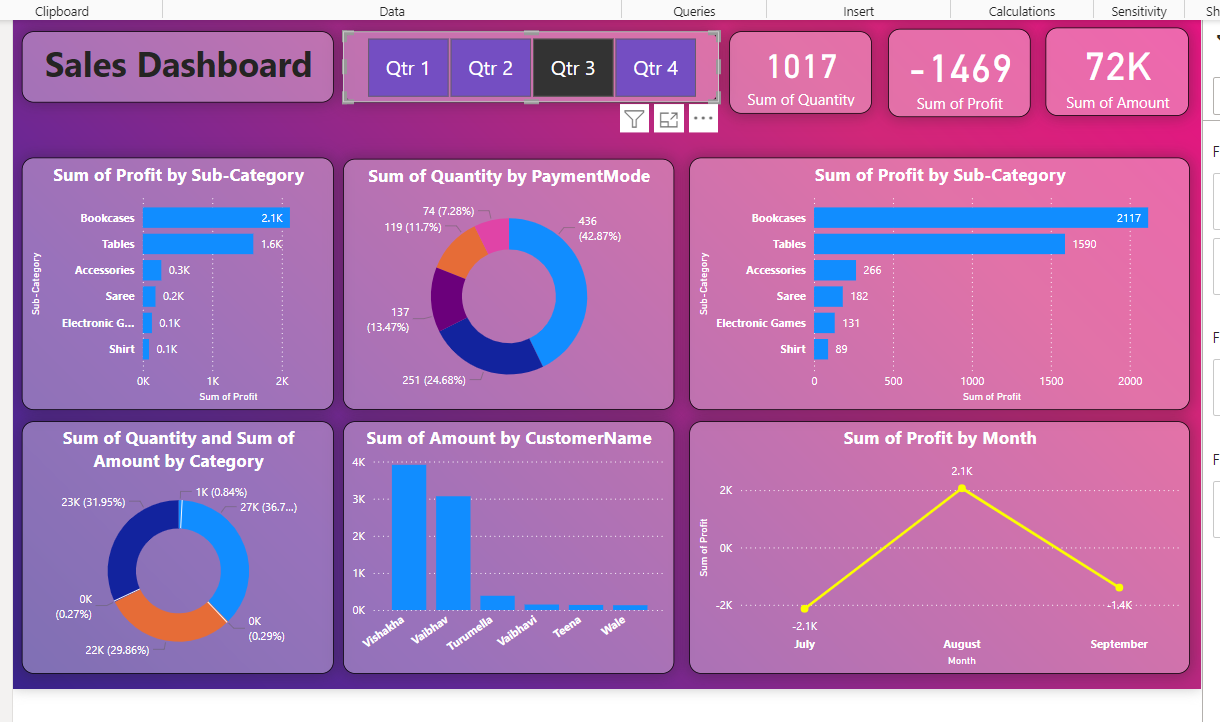 Clipboard
Data
Queries
Insert
Calculations
Sensitivity
Sh
Sales Dashboard
Qtr 1
Qtr 2
Qtr 3
Qtr 4
1017
Sum of Quantity
-1469
Sum of Profit
72K
Sum of Amount
Sum of Profit by Sub-Category
Sub-Category
Bookcases
2.1K
Tables
1.6K
Accessories
0.3K
Saree
0.2K
Electronic G...
0.1K
Shirt
0.1K
0K
1K
2K
Sum of Profit
Sum of Quantity by PaymentMode
74 (7.28%)
119 (11.7%)
436
(42.87%)
137
(13.47%)
251 (24.68%)
Sum of Profit by Sub-Category
Sub-Category
Bookcases
2117
Tables
1590
Accessories
266
Saree
182
Electronic Games
131
Shirt
89
0
500
1000
1500
2000
Sum of Profit
Sum of Quantity and Sum of
Amount by Category
1K (0.84%)
23K (31.95%)
27K (36.7...)
0K
(0.27%)
0K
(0.29%)
22K (29.86%)
Sum of Amount by CustomerName
4K
3K
2K
1K
0K
Vishakha
Vaibhav
Turumella
Vaibhavi
Teena
Wale
Sum of Profit by Month
Sum of Profit
2K
0K
-2K
2.1K
-2.1K
-1.4K
July
August
September
Month
F
F
F